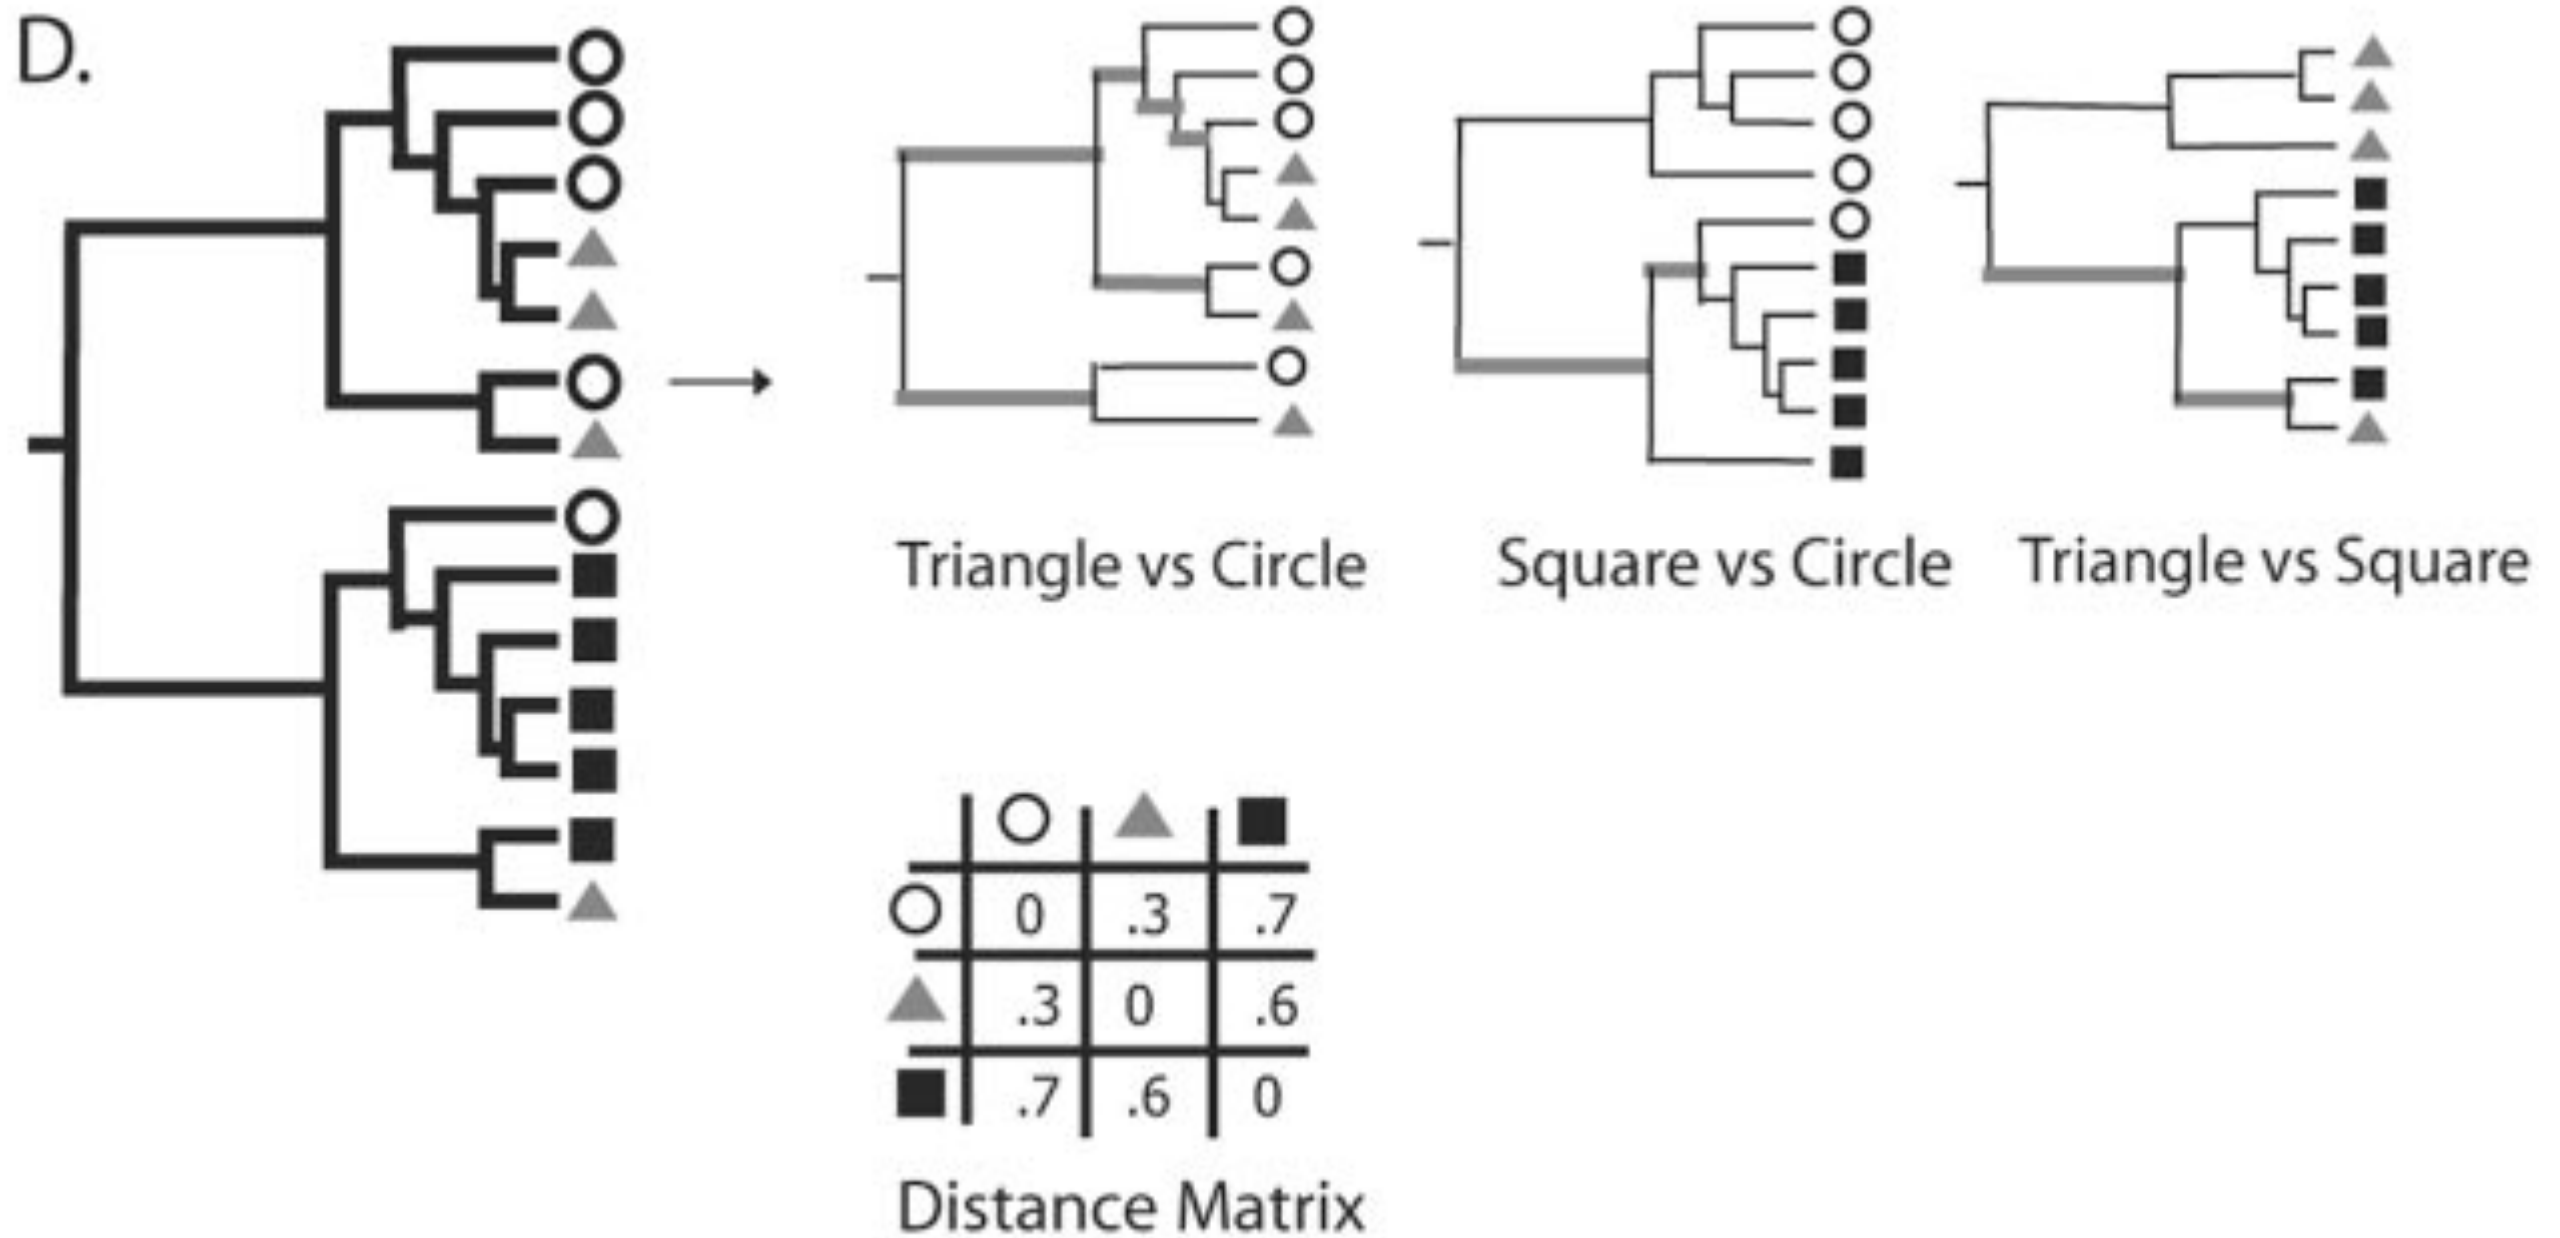 D.
Triangle vs Circle
Square vs Circle
Triangle vs Square
0 .3 .7
.3 0 .6
.7 .6 0
Distance Matrix